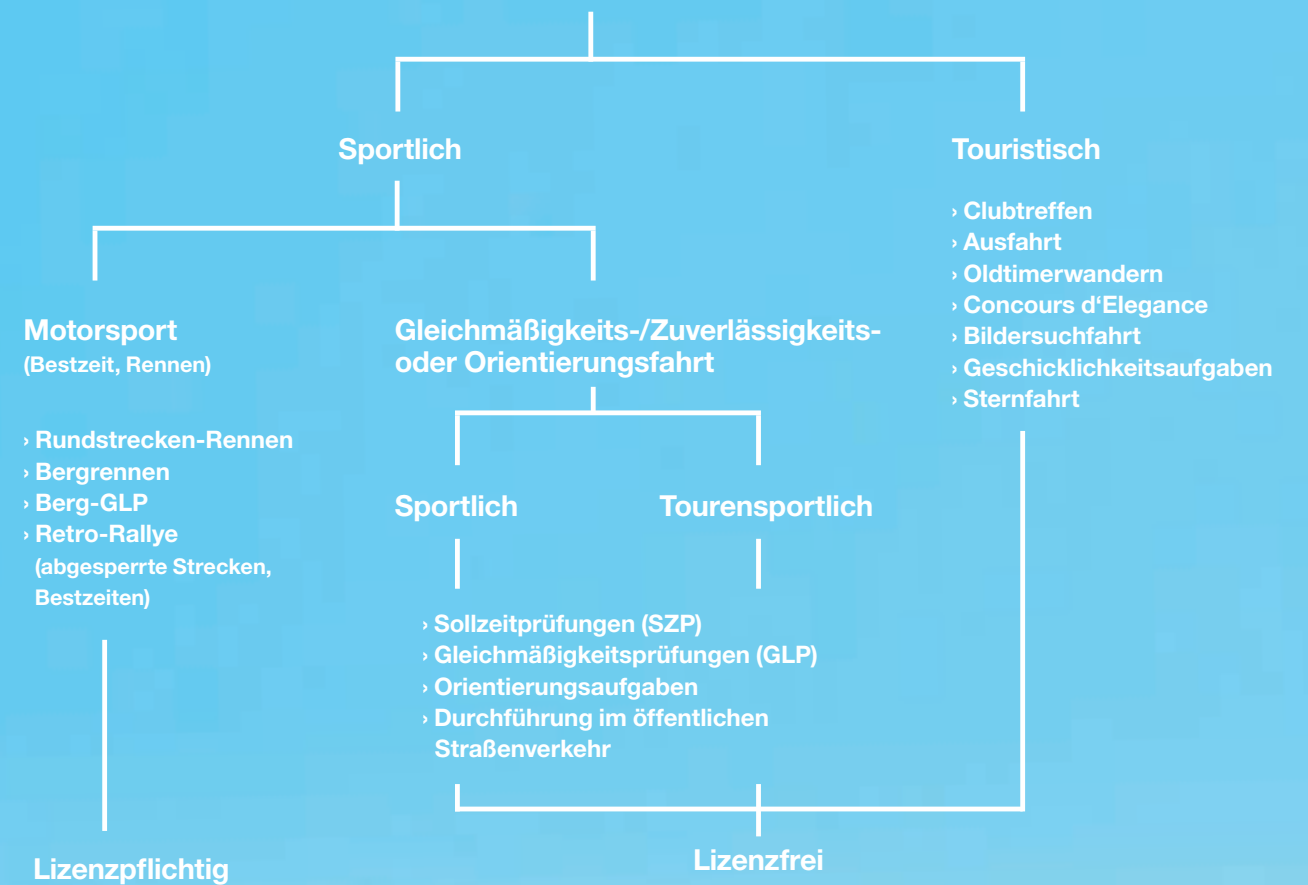 Sportlich
Touristisch
› Clubtreffen
› Ausfahrt
› Oldtimerwandern
› Concours d‘Elegance
› Bildersuchfahrt
› Geschicklichkeitsaufgaben
› Sternfahrt
Motorsport
(Bestzeit, Rennen)
› Rundstrecken-Rennen
› Bergrennen
› Berg-GLP
› Retro-Rallye
(abgesperrte Strecken,
Bestzeiten)
Gleichmäßigkeits-/Zuverlässigkeits-
oder Orientierungsfahrt
Sportlich
Tourensportlich
› Sollzeitprüfungen (SZP)
› Gleichmäßigkeitsprüfungen (GLP)
› Orientierungsaufgaben
› Durchführung im öffentlichen
Straßenverkehr
Lizenzpflichtig
Lizenzfrei